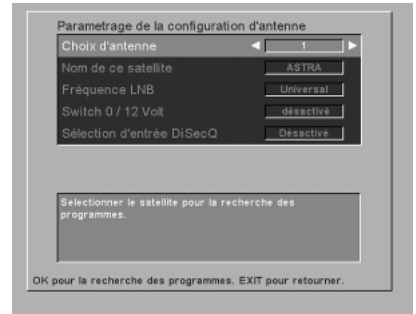 Parametrage de la configuration d'antenne
Choix d'antenne 1
Nom de ce satellite ASTRA
Fréquence LNB Universal
Switch 0 / 12 Volt désactivé
Sélection d'entrée DiSecQ Désactivé
Selectionner le satellite pour la recherche des
programmes.
OK pour la recherche des programmes. EXIT pour retourner.